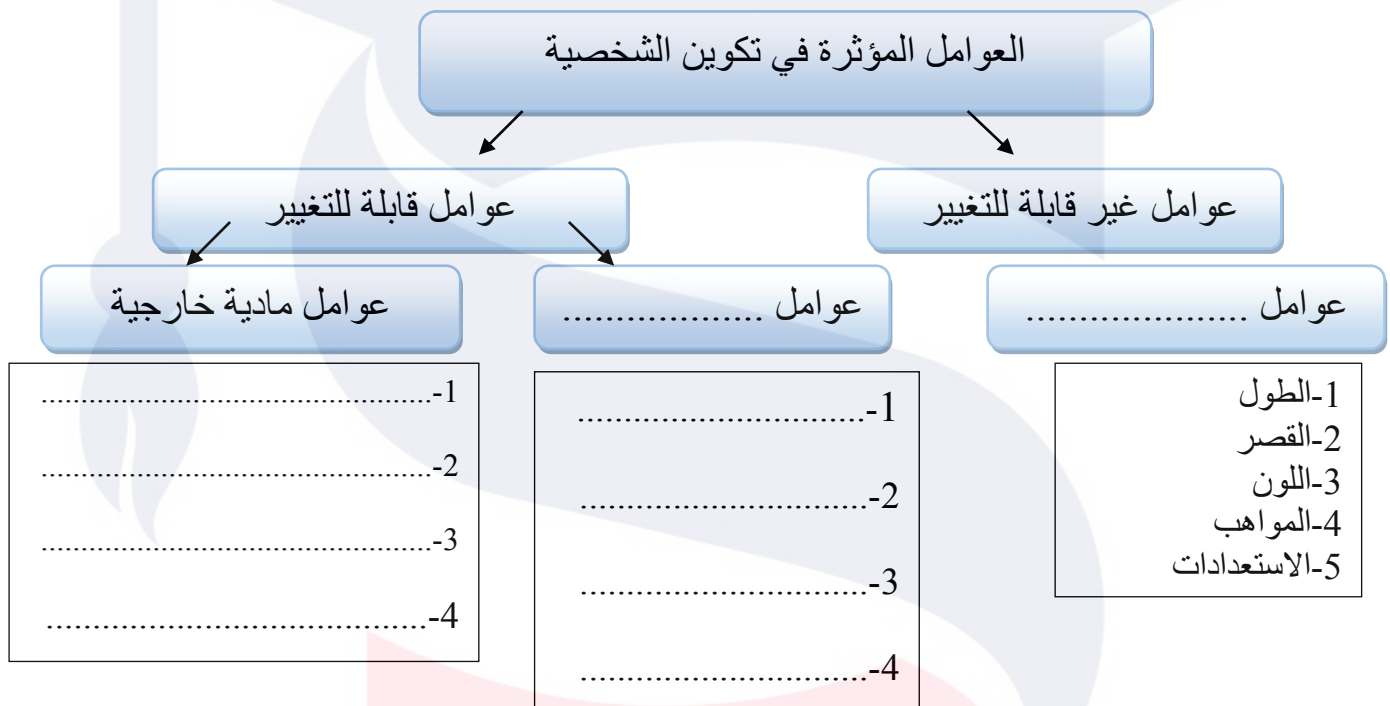 العوامل المؤثرة في تكوين الشخصية
عوامل غير قابلة للتغيير
عوامل قابلة للتغيير
عوامل ....................
عوامل ...................
عوامل مادية خارجية
1-الطول
2-القصر
3-اللون
4-المواهب
5-الاستعدادات
1-...............................
2-...............................
3-...............................
4-...............................
1-.........................................
2-.........................................
3-.........................................
4-.........................................